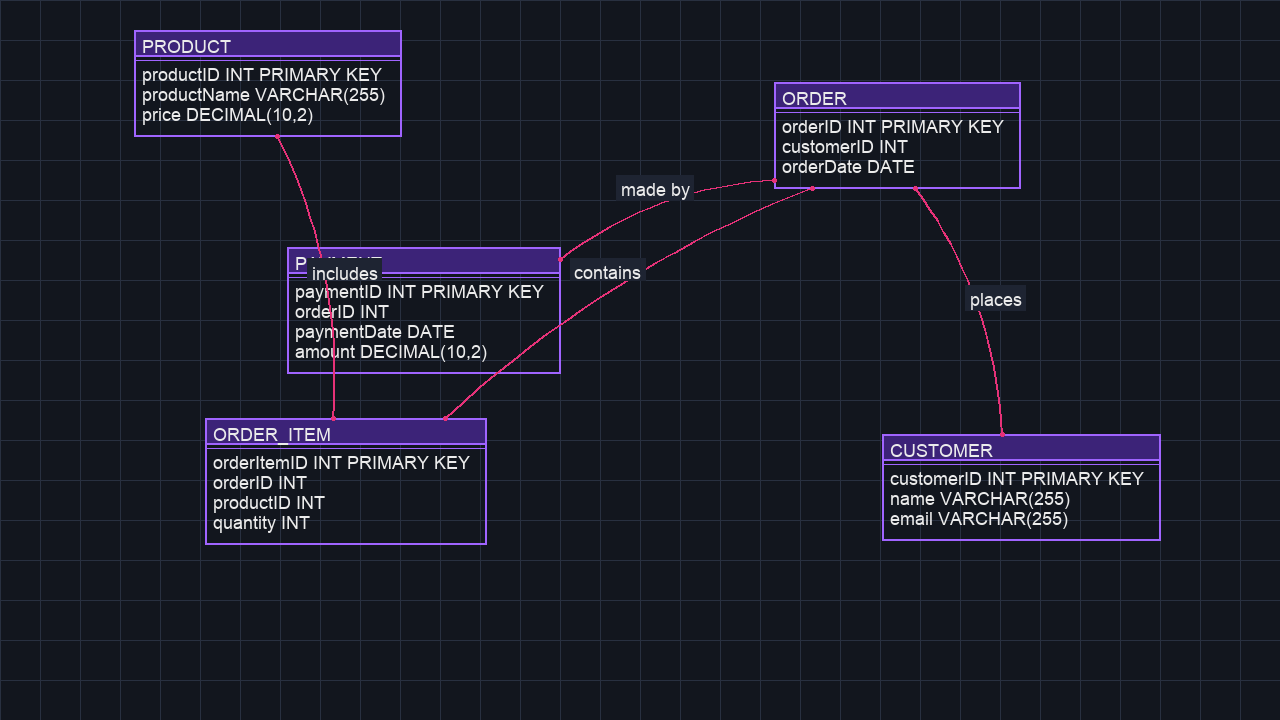 PRODUCT
productID INT PRIMARY KEY
productName VARCHAR(255)
price DECIMAL(10,2)
ORDER
orderID INT PRIMARY KEY
customerID INT
orderDate DATE
made by
includes
contains
paymentID INT PRIMARY KEY
orderID INT
paymentDate DATE
amount DECIMAL(10,2)
places
ORDER_ITEM
orderItemID INT PRIMARY KEY
orderID INT
productID INT
quantity INT
CUSTOMER
customerID INT PRIMARY KEY
name VARCHAR(255)
email VARCHAR(255)